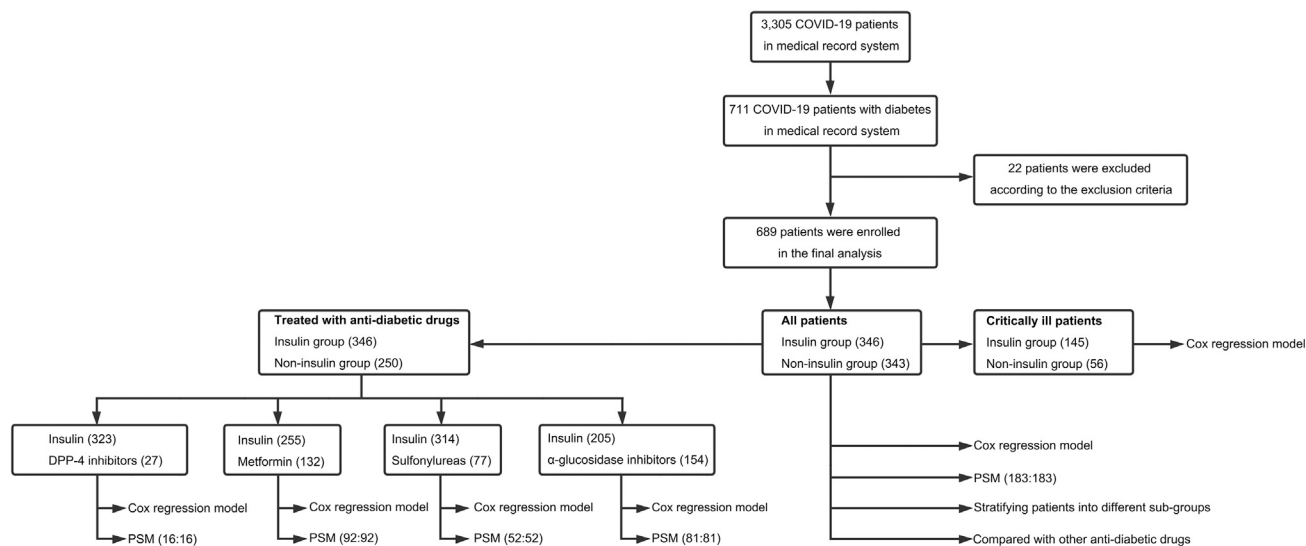 3,305 COVID-19 patients
in medical record system
711 COVID-19 patients with diabetes
in medical record system
22 patients were excluded
according to the exclusion criteria
689 patients were enrolled
in the final analysis
Treated with anti-diabetic drugs
Insulin group (346)
Non-insulin group (250)
All patients
Insulin group (346)
Non-insulin group (343)
Critically ill patients
Insulin group (145)
Non-insulin group (56)
Cox regression model
Insulin (323)
DPP-4 inhibitors (27)
Insulin (255)
Metformin (132)
Insulin (314)
Sulfonylureas (77)
Insulin (205)
α-glucosidase inhibitors (154)
Cox regression model
PSM (16:16)
Cox regression model
PSM (92:92)
Cox regression model
PSM (52:52)
Cox regression model
PSM (81:81)
Cox regression model
PSM (183:183)
Stratifying patients into different sub-groups
Compared with other anti-diabetic drugs